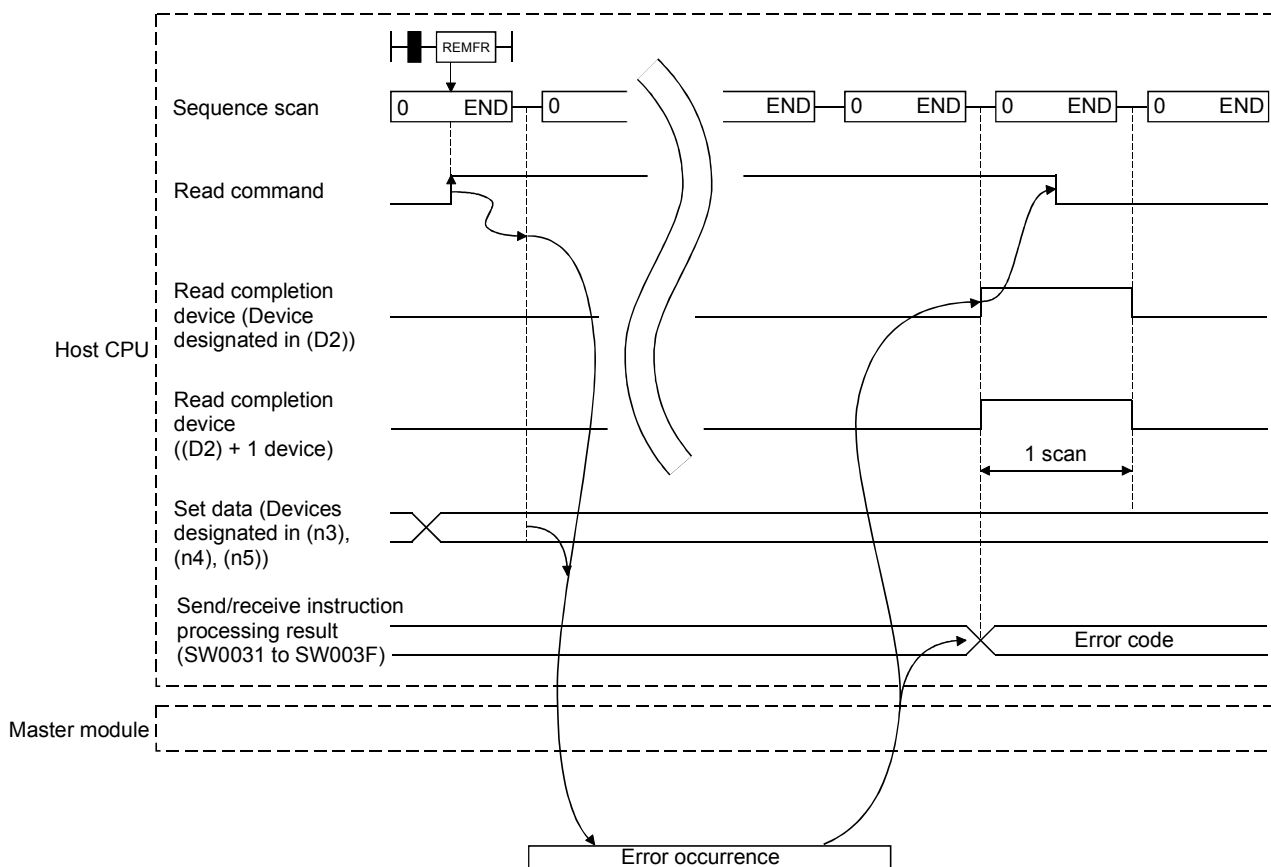 REMFR
Sequence scan
0 END 0 END 0 END 0 END 0 END
Read command
Read completion
device (Device
designated in (D2))
Host CPU
Read completion
device
((D2) + 1 device)
1 scan
Set data (Devices
designated in (n3),
(n4), (n5))
Send/receive instruction
processing result
(SW0031 to SW003F)
Error code
Master module
Error occurrence